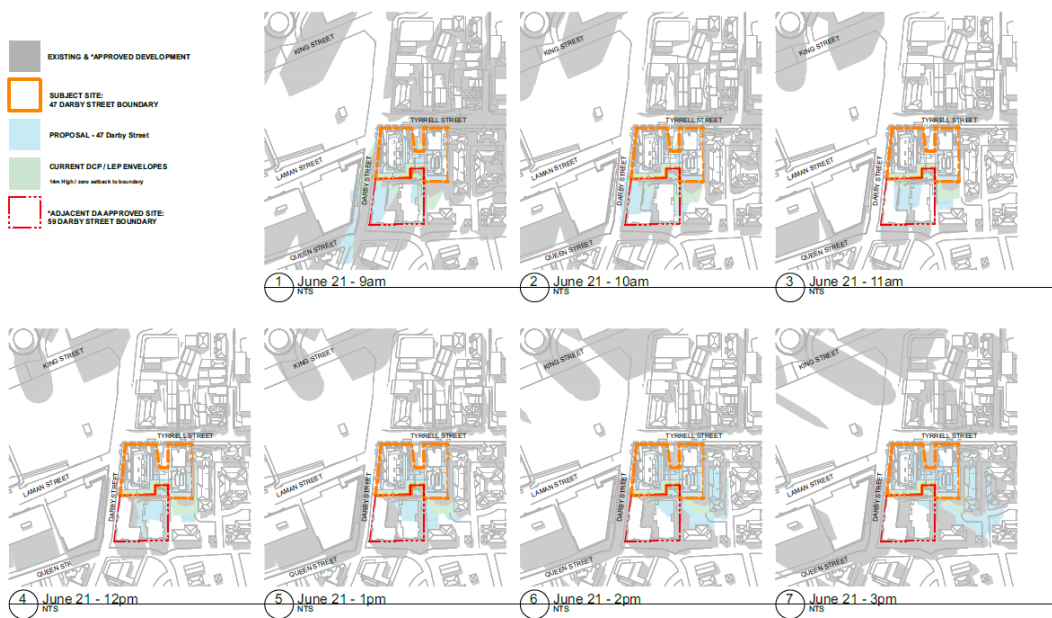 EXISTING & *APPROVED DEVELOPMENT
SUBJECT SITE:
47 DARBY STREET BOUNDARY
PROPOSAL - 47 Darby Street
CURRENT DCP / LEP ENVELOPES
14m High / zero setback to boundary
*ADJACENT DA APPROVED SITE:
59 DARBY STREET BOUNDARY
KING STREET
TYRRELL STREET
LAMAN STREET
DARBY STREET
QUEEN STREET
1 June 21 - 9am
NTS
KING STREET
TYRRELL STREET
LAMAN STREET
DARBY STREET
QUEEN STREET
2 June 21 - 10am
NTS
KING STREET
TYRRELL STREET
LAMAN STREET
DARBY STREET
QUEEN STREET
3 June 21 - 11am
NTS
KING STREET
TYRRELL STREET
LAMAN STREET
DARBY STREET
QUEEN STR
4 June 21 - 12pm
NTS
KING STREET
TYRRELL STREET
LAMAN STREET
DARBY STREET
QUEEN STREET
5 June 21 - 1pm
NTS
KING STREET
TYRRELL STREET
LAMAN STREET
DARBY STREET
QUEEN STREET
6 June 21 - 2pm
NTS
KING STREET
TYRRELL STREET
LAMAN STREET
DARBY STREET
QUEEN STREET
7 June 21 - 3pm
NTS